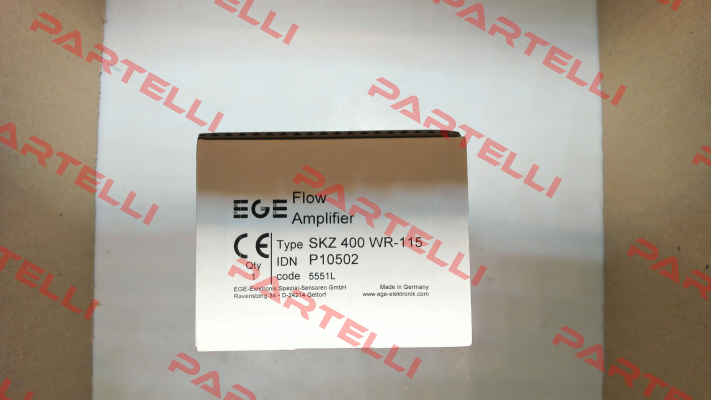 EGE Flow
Amplifier
CE Type SKZ 400 WR-115
Qty IDN P10502
1 code 5551L
EGE-Elektronik Spezial-Sensoren GmbH Made in Germany
Ravensberg 34 • D-24214 Gettorf www.ege-elektronik.com
PARTELLI
PARTELLI
PARTELLI
PARTELLI
PARTELLI
PARTELLI
PARTELLI